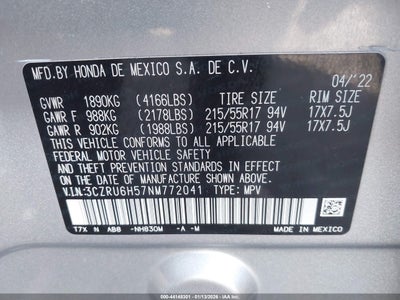 MFD.BY HONDA DE MEXICO S.A. DE C.V.
04/'22
GVWR 1890KG (4166LBS) TIRE SIZE RIM SIZE
GAWR F 988KG (2178LBS) 215/55R17 94V 17X7.5J
GAWR R 902KG (1988LBS) 215/55R17 94V 17X7.5J
THIS VEHICLE CONFORMS TO ALL APPLICABLE
FEDERAL MOTOR VEHICLE SAFETY AND THEFT
PREVENTION STANDARDS IN EFFECT ON THE DATE OF
MANUFACTURE SHOWN ABOVE.
V.I.N:3CZRU6H57NM772041 TYPE: MPV
T7X N AB8 -NH830M -A -M
MADE IN MEXICO
000-44148301 - 01/13/2026 - IAAI